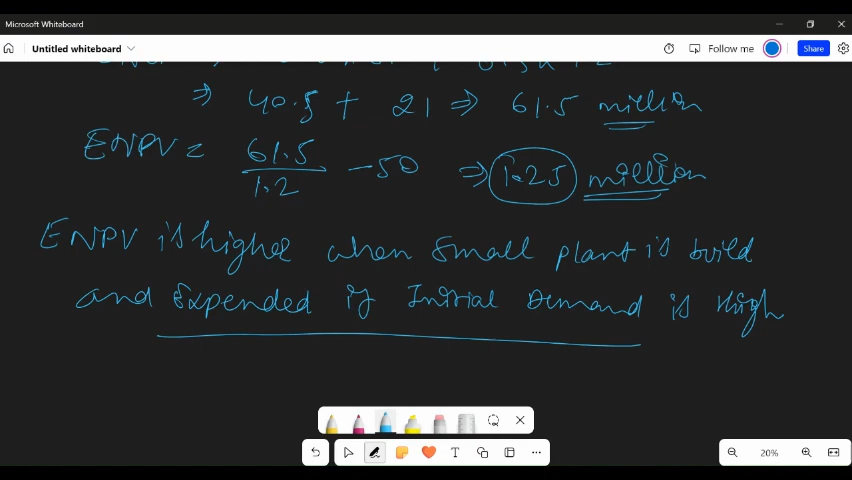 Microsoft Whiteboard
Untitled whiteboard
Follow me
Share
⇒ 40.5 + 21 ⇒ 61.5 million
ENPV = 61.5 / 1.2 - 50 ⇒ 1.25 million
ENPV is higher when small plant is build
and Expended if Initial Demand is High
20%